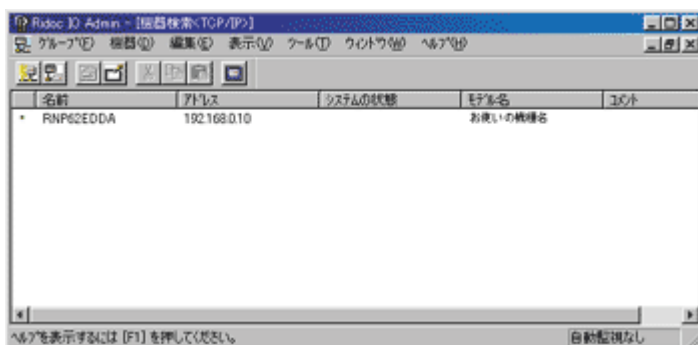 Ridoc IO Admin - [機器検索<TCP/IP>]
グループ(E) 機器(D) 編集(E) 表示(V) ツール(T) ウィンドウ(W) ヘルプ(H)
名前 アドレス システムの状態 モデル名 コメント
RNP62EDDA 192.168.0.10 お使いの機種名
ヘルプを表示するには [F1] を押してください。 自動監視なし